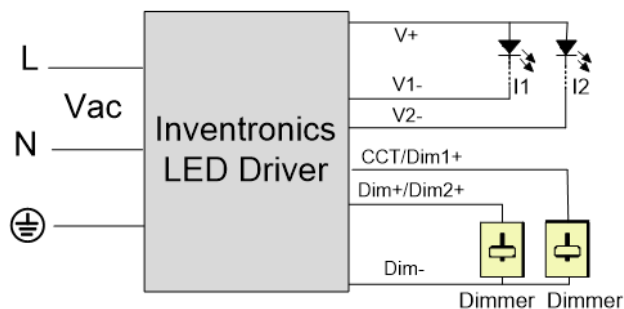 L
Vac
N
Inventronics
LED Driver
V+
V1-
V2-
I1
I2
CCT/Dim1+
Dim+/Dim2+
Dim-
Dimmer
Dimmer